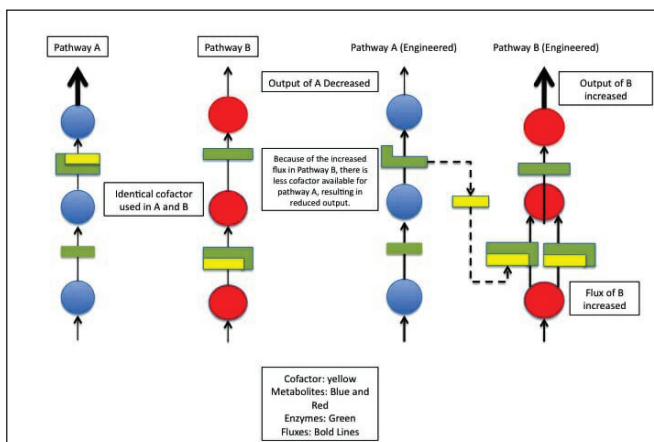 Pathway A
Pathway B
Pathway A (Engineered)
Pathway B (Engineered)
Output of A Decreased
Output of B
increased
Because of the increased
flux in Pathway B, there is
less cofactor available for
pathway A, resulting in
reduced output.
Identical cofactor
used in A and B
Flux of B
increased
Cofactor: yellow
Metabolites: Blue and
Red
Enzymes: Green
Fluxes: Bold Lines